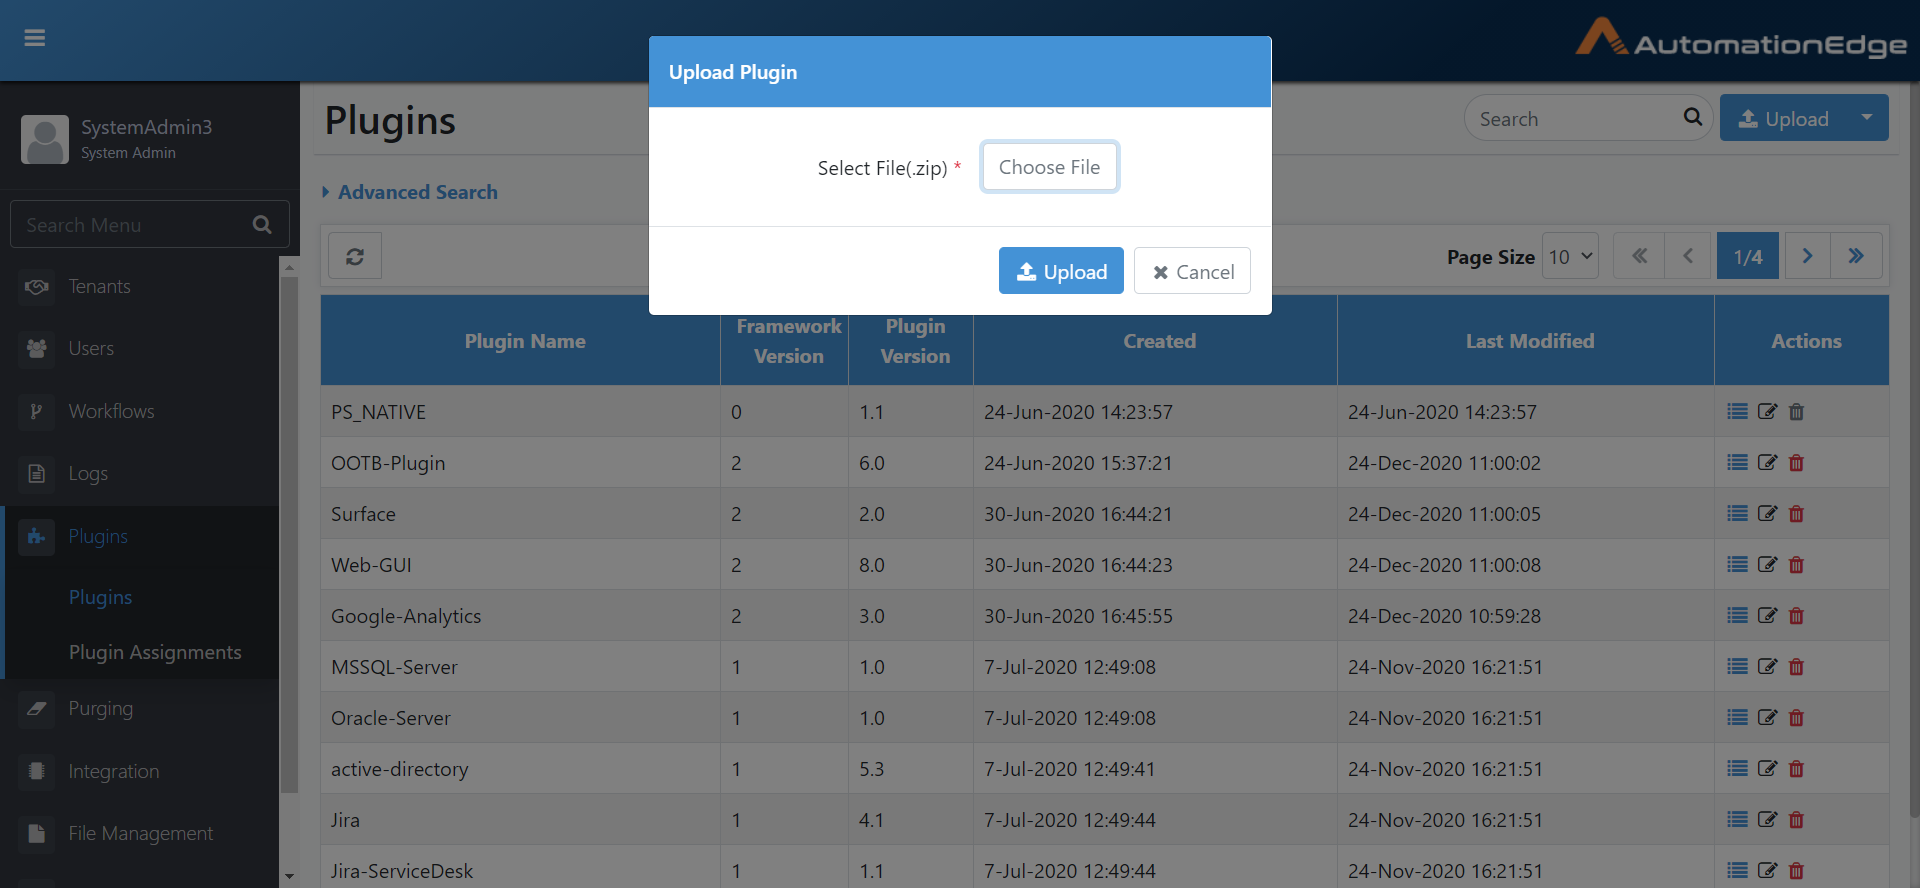 AutomationEdge
Upload Plugin
Select File(.zip) * Choose File
Upload Cancel
SystemAdmin3
System Admin
Search Menu
Tenants
Users
Workflows
Logs
Plugins
Plugins
Plugin Assignments
Purging
Integration
File Management
Plugins
Search Upload
Advanced Search
Page Size 10 1/4
Plugin Name Framework Version Plugin Version Created Last Modified Actions
PS_NATIVE 0 1.1 24-Jun-2020 14:23:57 24-Jun-2020 14:23:57
OOTB-Plugin 2 6.0 24-Jun-2020 15:37:21 24-Dec-2020 11:00:02
Surface 2 2.0 30-Jun-2020 16:44:21 24-Dec-2020 11:00:05
Web-GUI 2 8.0 30-Jun-2020 16:44:23 24-Dec-2020 11:00:08
Google-Analytics 2 3.0 30-Jun-2020 16:45:55 24-Dec-2020 10:59:28
MSSQL-Server 1 1.0 7-Jul-2020 12:49:08 24-Nov-2020 16:21:51
Oracle-Server 1 1.0 7-Jul-2020 12:49:08 24-Nov-2020 16:21:51
active-directory 1 5.3 7-Jul-2020 12:49:41 24-Nov-2020 16:21:51
Jira 1 4.1 7-Jul-2020 12:49:44 24-Nov-2020 16:21:51
Jira-ServiceDesk 1 1.1 7-Jul-2020 12:49:44 24-Nov-2020 16:21:51